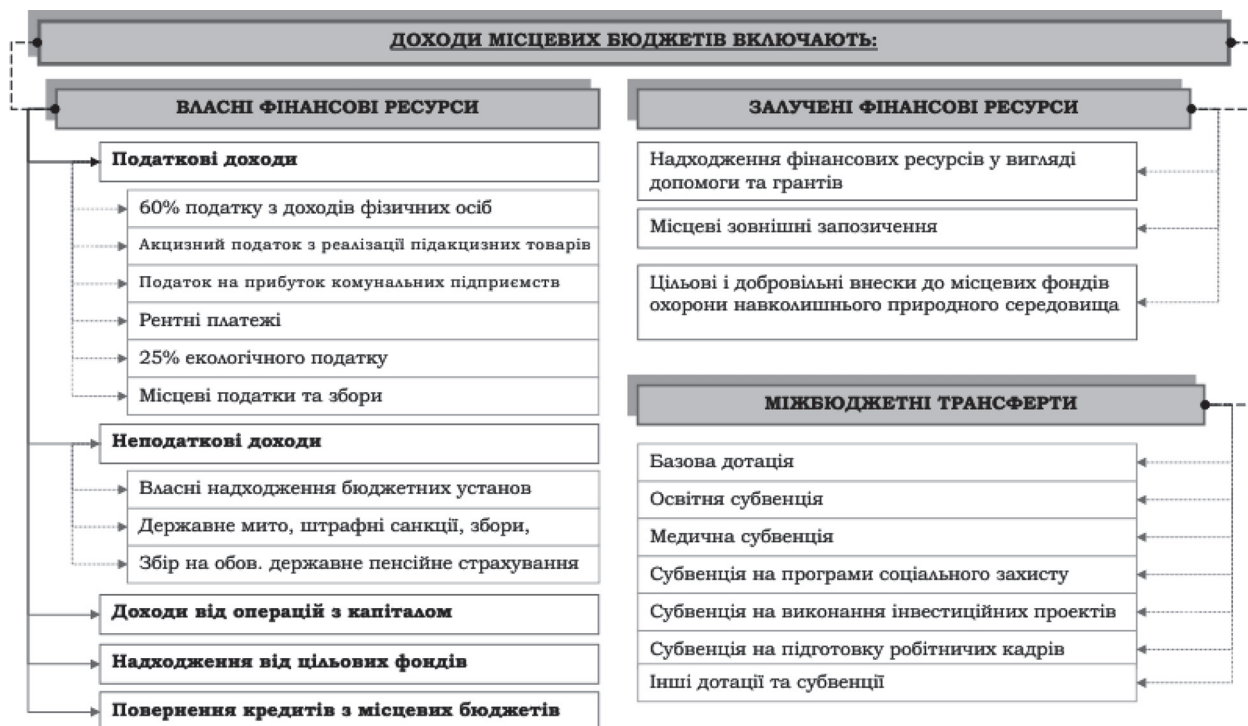 ДОХОДИ МІСЦЕВИХ БЮДЖЕТІВ ВКЛЮЧАЮТЬ:
ВЛАСНІ ФІНАНСОВІ РЕСУРСИ
Податкові доходи
60% податку з доходів фізичних осіб
Акцизний податок з реалізації підакцизних товарів
Податок на прибуток комунальних підприємств
Рентні платежі
25% екологічного податку
Місцеві податки та збори
Неподаткові доходи
Власні надходження бюджетних установ
Державне мито, штрафні санкції, збори,
Збір на обов. державне пенсійне страхування
Доходи від операцій з капіталом
Надходження від цільових фондів
Повернення кредитів з місцевих бюджетів
ЗАЛУЧЕНІ ФІНАНСОВІ РЕСУРСИ
Надходження фінансових ресурсів у вигляді
допомоги та грантів
Місцеві зовнішні запозичення
Цільові і добровільні внески до місцевих фондів
охорони навколишнього природного середовища
МІЖБЮДЖЕТНІ ТРАНСФЕРТИ
Базова дотація
Освітня субвенція
Медична субвенція
Субвенція на програми соціального захисту
Субвенція на виконання інвестиційних проектів
Субвенція на підготовку робітничих кадрів
Інші дотації та субвенції